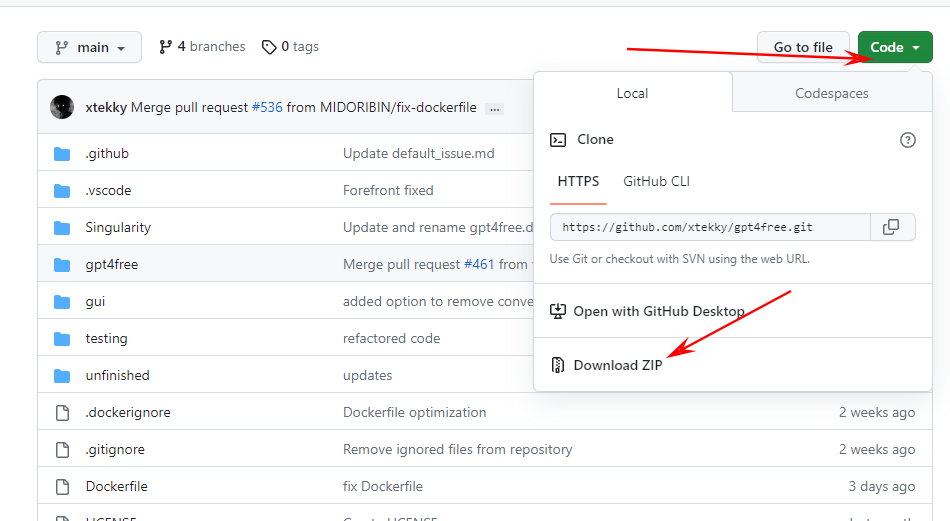 main 4 branches 0 tags Go to file Code
xtekky Merge pull request #536 from MIDORIBIN/fix-dockerfile ...
Local Codespaces
Clone
HTTPS GitHub CLI
https://github.com/xtekky/gpt4free.git
Use Git or checkout with SVN using the web URL.
Open with GitHub Desktop
Download ZIP
.github Update default_issue.md
.vscode Forefront fixed
Singularity Update and rename gpt4free.d
gpt4free Merge pull request #461 from
gui added option to remove conve
testing refactored code
unfinished updates
.dockerignore Dockerfile optimization 2 weeks ago
.gitignore Remove ignored files from repository 2 weeks ago
Dockerfile fix Dockerfile 3 days ago
LICENSE